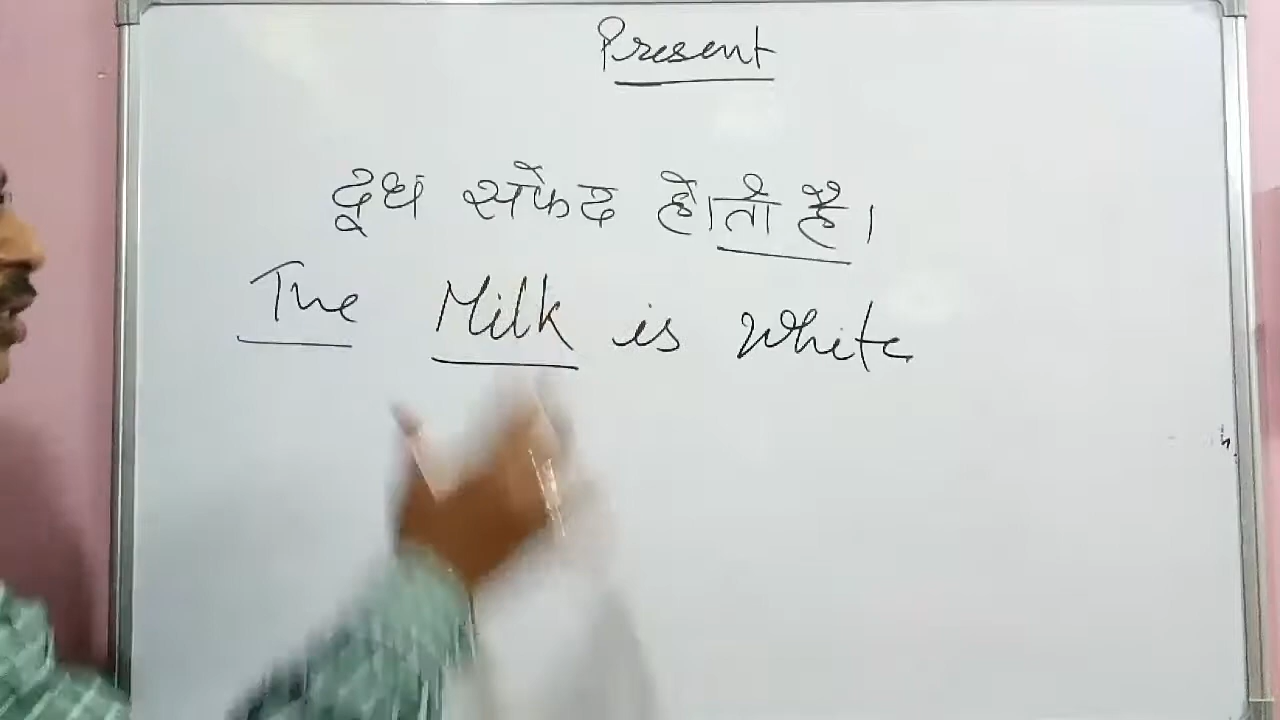 Present
दूध सफेद होती है।
The Milk is White